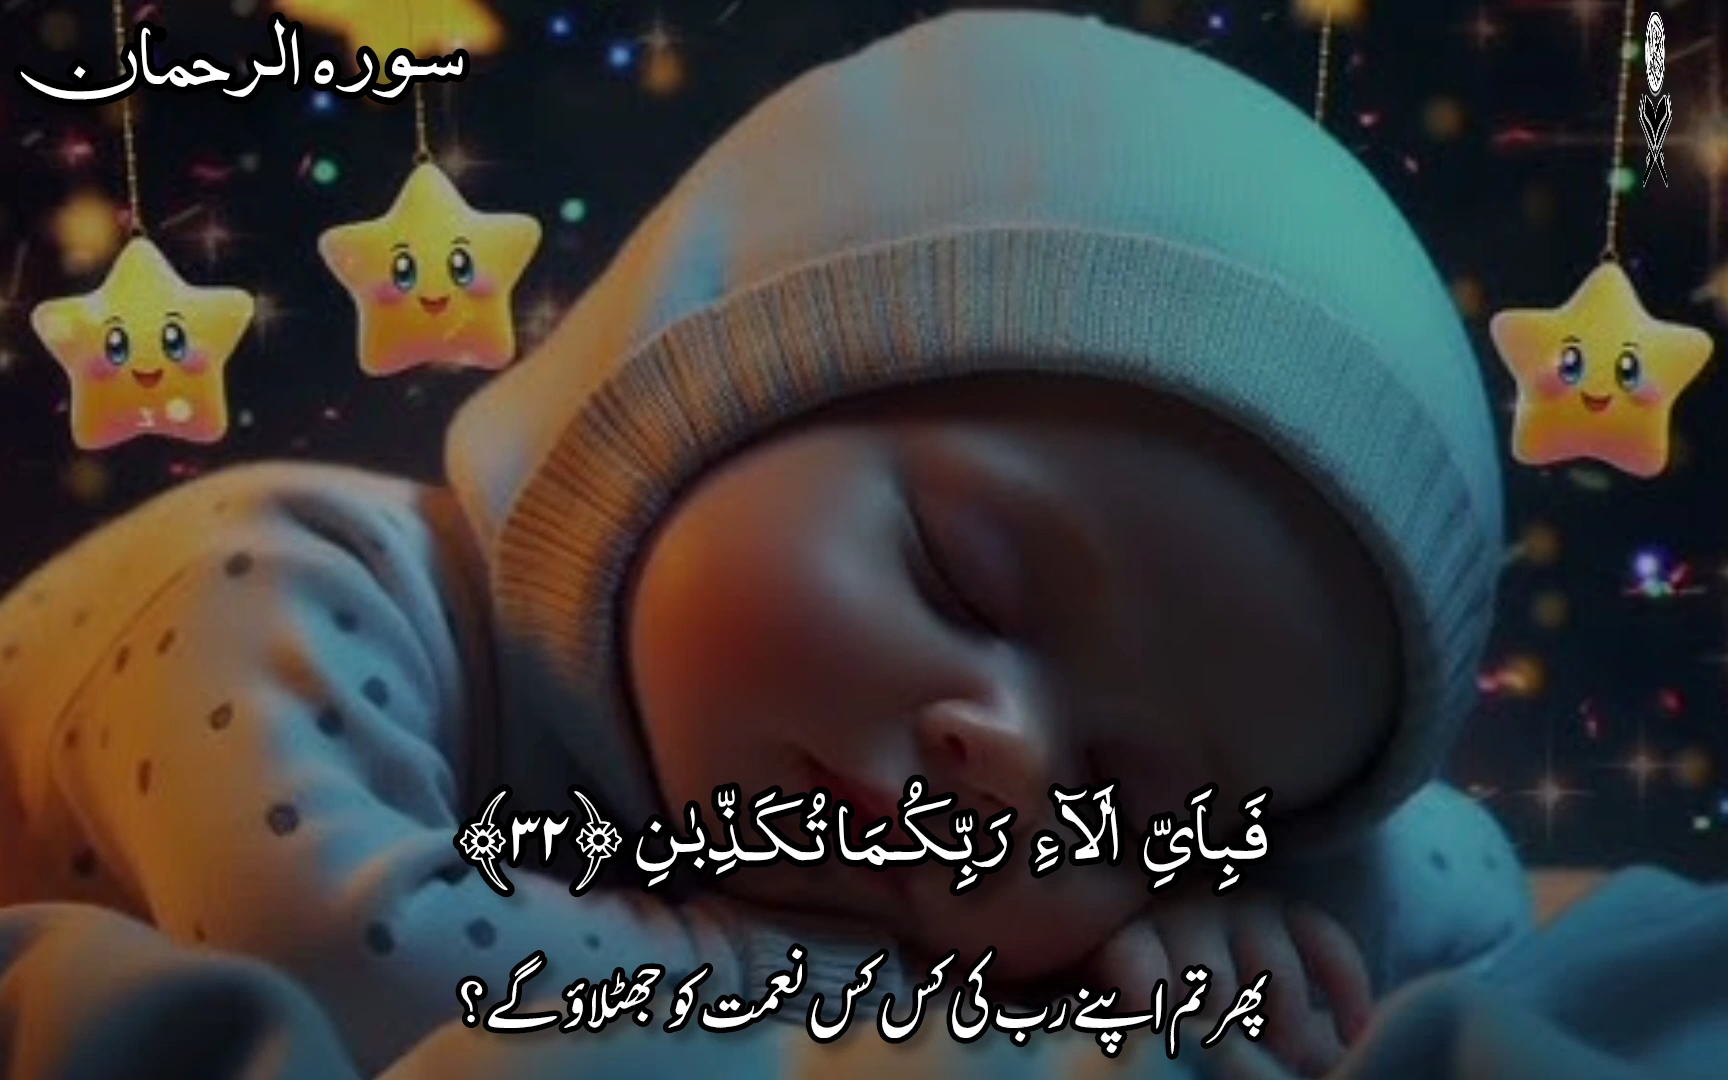 سورہ الرحمان
فَبِاَیِّ اٰلَآءِ رَبِّکُمَا تُکَذِّبٰنِ ﴿۳۲﴾
پھر تم اپنے رب کی کس کس نعمت کو جھٹلاؤ گے ؟